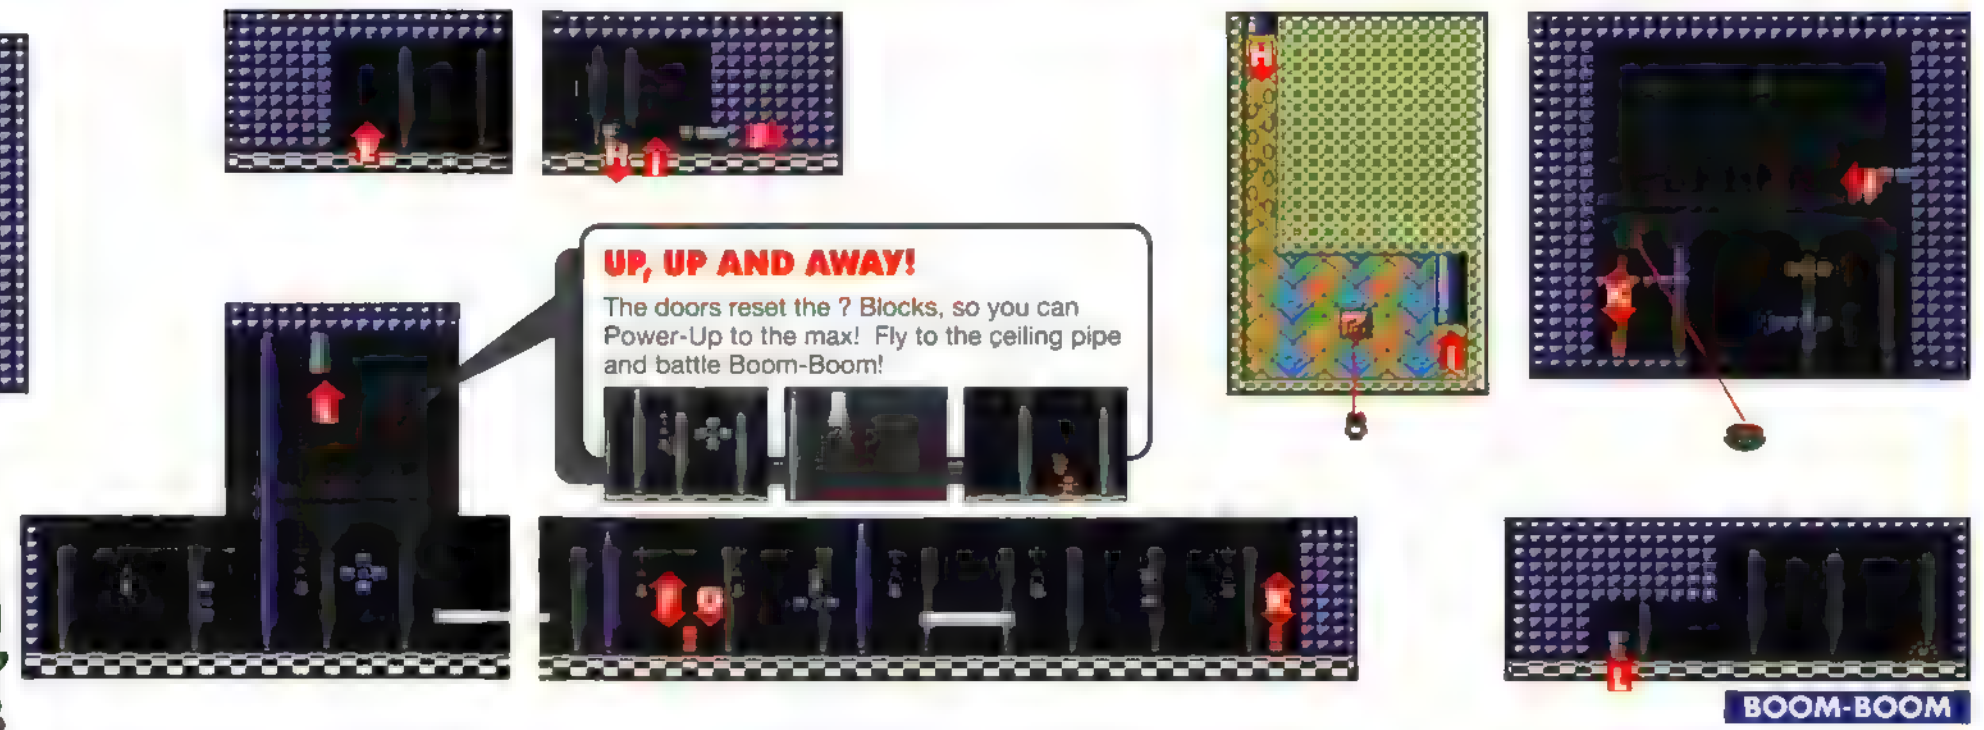 H
H
UP, UP AND AWAY!
The doors reset the ? Blocks, so you can
Power-Up to the max! Fly to the ceiling pipe
and battle Boom-Boom!
L
BOOM-BOOM